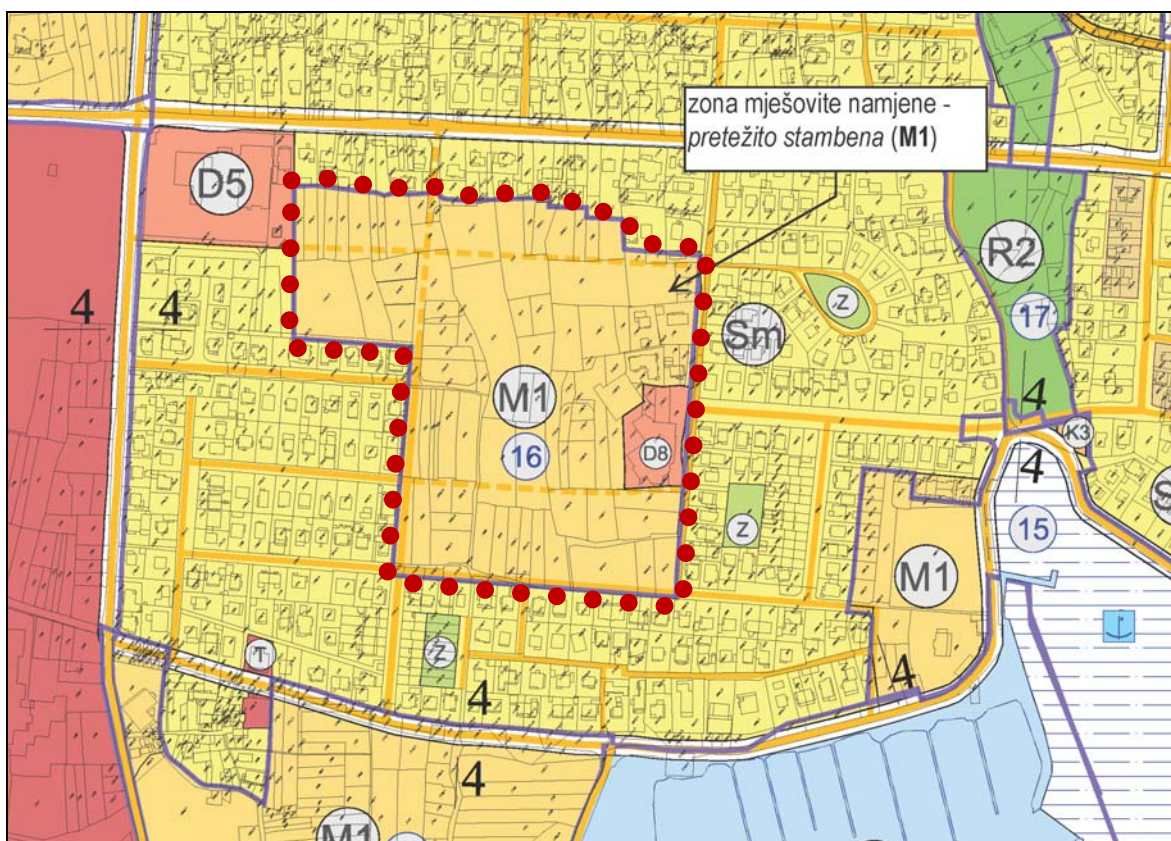 zona mješovite namjene -
pretežito stambena (M1)
D5
R2
4
4
Z
17
Sm
M1
4
K3
16
D8
4
S
Z
15
M1
T
Z
4
4
4
M1